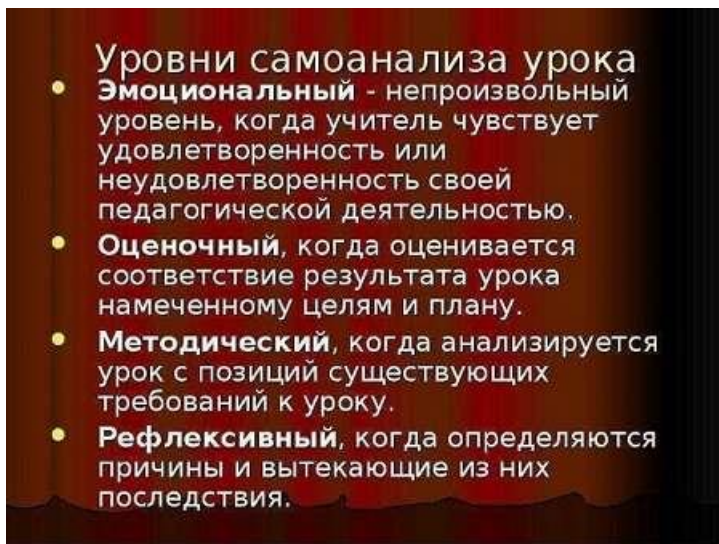 Уровни самоанализа урока
• Эмоциональный - непроизвольный
уровень, когда учитель чувствует
удовлетворенность или
неудовлетворенность своей
педагогической деятельностью.
• Оценочный, когда оценивается
соответствие результата урока
намеченному целям и плану.
• Методический, когда анализируется
урок с позиций существующих
требований к уроку.
• Рефлексивный, когда определяются
причины и вытекающие из них
последствия.